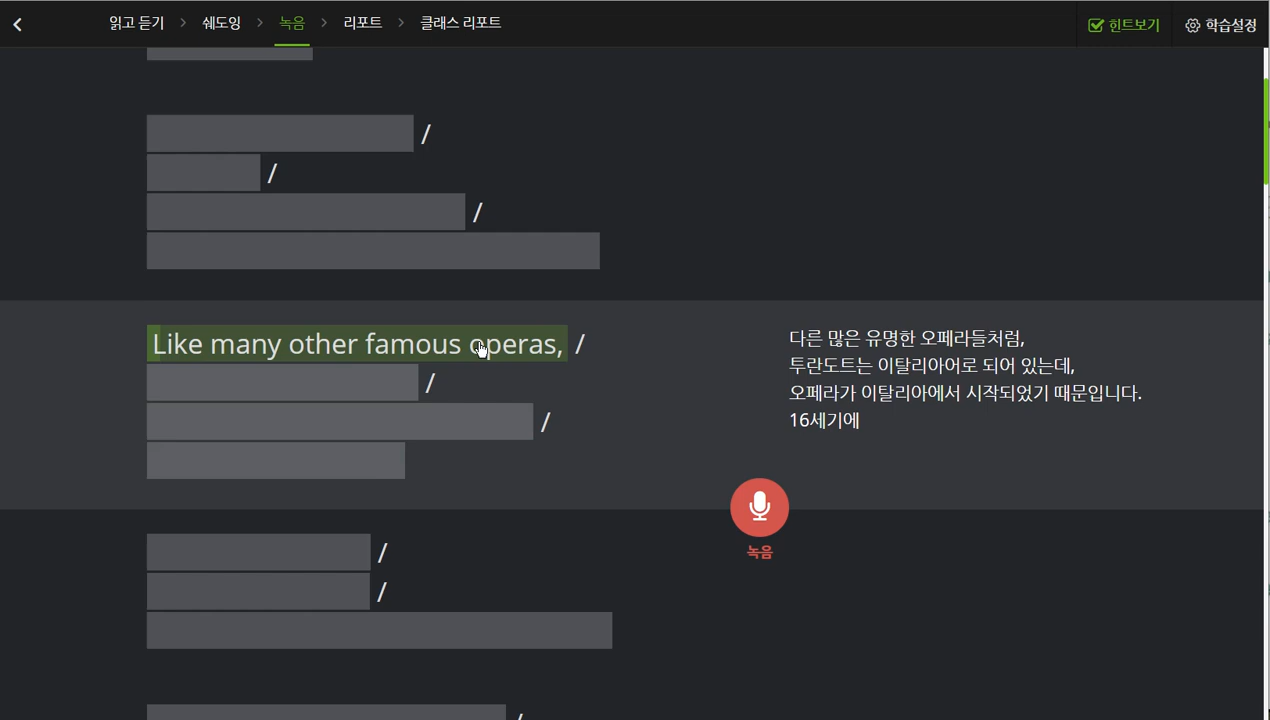 읽고 듣기 > 쉐도잉 > 녹음 > 리포트 > 클래스 리포트
힌트보기 학습설정
/
/
/
Like many other famous operas, /
/
/
다른 많은 유명한 오페라들처럼,
투란도트는 이탈리아어로 되어 있는데,
오페라가 이탈리아에서 시작되었기 때문입니다.
16세기에
녹음
/
/
/